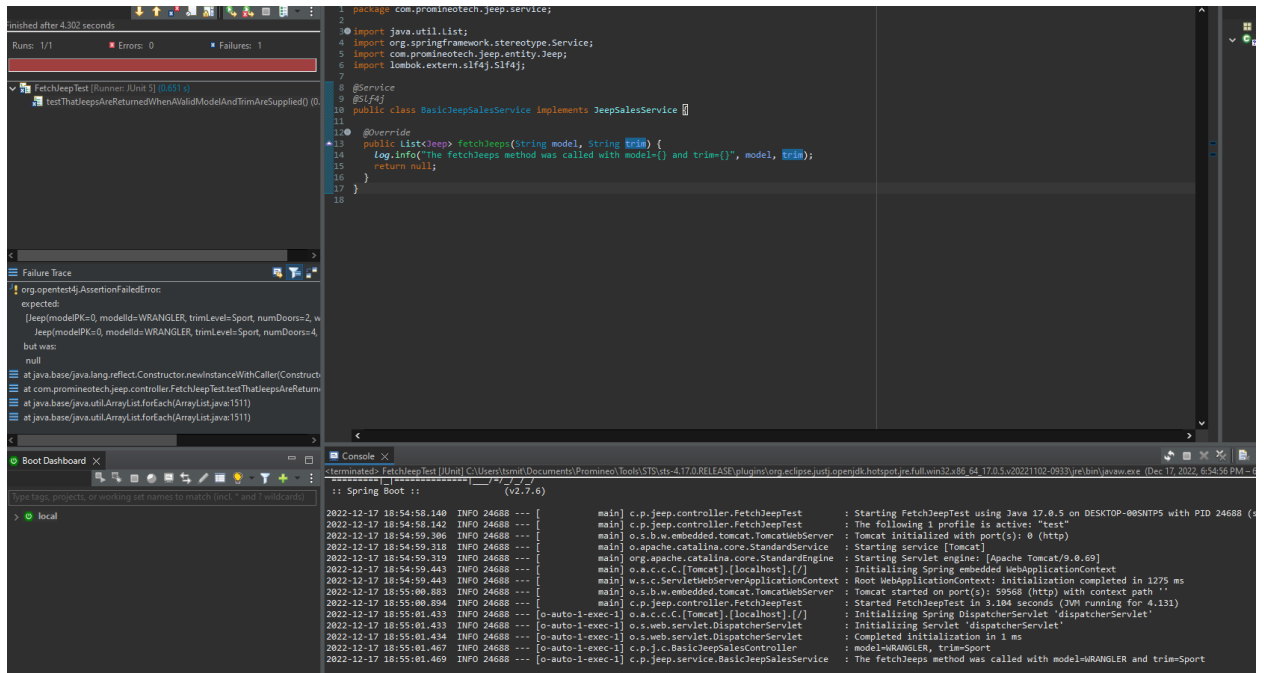 Finished after 4.302 seconds
Runs: 1/1 Errors: 0 Failures: 1
FetchJeepTest [Runner: JUnit 5] (0.651 s)
testThatJeepsAreReturnedWhenAValidModelAndTrimAreSupplied() (0.
Failure Trace
org.opentest4j.AssertionFailedError:
expected:
[Jeep(modelPK=0, modelId=WRANGLER, trimLevel=Sport, numDoors=2, w
Jeep(modelPK=0, modelId=WRANGLER, trimLevel=Sport, numDoors=4,
but was:
null
at java.base/java.lang.reflect.Constructor.newInstanceWithCaller(Construct
at com.promineotech.jeep.controller.FetchJeepTest.testThatJeepsAreReturn
at java.base/java.util.ArrayList.forEach(ArrayList.java:1511)
at java.base/java.util.ArrayList.forEach(ArrayList.java:1511)
Boot Dashboard
Type tags, projects, or working set names to match (incl. * and ? wildcards)
local
1 package com.promineotech.jeep.service;
2
3 import java.util.List;
4 import org.springframework.stereotype.Service;
5 import com.promineotech.jeep.entity.Jeep;
6 import lombok.extern.slf4j.Slf4j;
7
8 @Service
9 @Slf4j
10 public class BasicJeepSalesService implements JeepSalesService {
11
12 @Override
13 public List<Jeep> fetchJeeps(String model, String trim) {
14 log.info("The fetchJeeps method was called with model={} and trim={}", model, trim);
15 return null;
16 }
17 }
18
Console
<terminated> FetchJeepTest [JUnit] C:\Users\tsmit\Documents\Promineo\Tools\STS\sts-4.17.0.RELEASE\plugins\org.eclipse.justj.openjdk.hotspot.jre.full.win32.x86_64_17.0.5.v20221102-0933\jre\bin\javaw.exe (Dec 17, 2022, 6:54:56 PM – 6
=========|_|==============|___/=/_/_/_/
:: Spring Boot :: (v2.7.6)
2022-12-17 18:54:58.140 INFO 24688 --- [ main] c.p.jeep.controller.FetchJeepTest : Starting FetchJeepTest using Java 17.0.5 on DESKTOP-00SNTP5 with PID 24688 (s
2022-12-17 18:54:58.142 INFO 24688 --- [ main] c.p.jeep.controller.FetchJeepTest : The following 1 profile is active: "test"
2022-12-17 18:54:59.306 INFO 24688 --- [ main] o.s.b.w.embedded.tomcat.TomcatWebServer : Tomcat initialized with port(s): 0 (http)
2022-12-17 18:54:59.318 INFO 24688 --- [ main] o.apache.catalina.core.StandardService : Starting service [Tomcat]
2022-12-17 18:54:59.319 INFO 24688 --- [ main] org.apache.catalina.core.StandardEngine : Starting Servlet engine: [Apache Tomcat/9.0.69]
2022-12-17 18:54:59.443 INFO 24688 --- [ main] o.a.c.c.C.[Tomcat].[localhost].[/] : Initializing Spring embedded WebApplicationContext
2022-12-17 18:54:59.443 INFO 24688 --- [ main] w.s.c.ServletWebServerApplicationContext : Root WebApplicationContext: initialization completed in 1275 ms
2022-12-17 18:55:00.883 INFO 24688 --- [ main] o.s.b.w.embedded.tomcat.TomcatWebServer : Tomcat started on port(s): 59568 (http) with context path ''
2022-12-17 18:55:00.894 INFO 24688 --- [ main] c.p.jeep.controller.FetchJeepTest : Started FetchJeepTest in 3.104 seconds (JVM running for 4.131)
2022-12-17 18:55:01.433 INFO 24688 --- [o-auto-1-exec-1] o.a.c.c.C.[Tomcat].[localhost].[/] : Initializing Spring DispatcherServlet 'dispatcherServlet'
2022-12-17 18:55:01.433 INFO 24688 --- [o-auto-1-exec-1] o.s.web.servlet.DispatcherServlet : Initializing Servlet 'dispatcherServlet'
2022-12-17 18:55:01.434 INFO 24688 --- [o-auto-1-exec-1] o.s.web.servlet.DispatcherServlet : Completed initialization in 1 ms
2022-12-17 18:55:01.467 INFO 24688 --- [o-auto-1-exec-1] c.p.j.c.BasicJeepSalesController : model=WRANGLER, trim=Sport
2022-12-17 18:55:01.469 INFO 24688 --- [o-auto-1-exec-1] c.p.jeep.service.BasicJeepSalesService : The fetchJeeps method was called with model=WRANGLER and trim=Sport